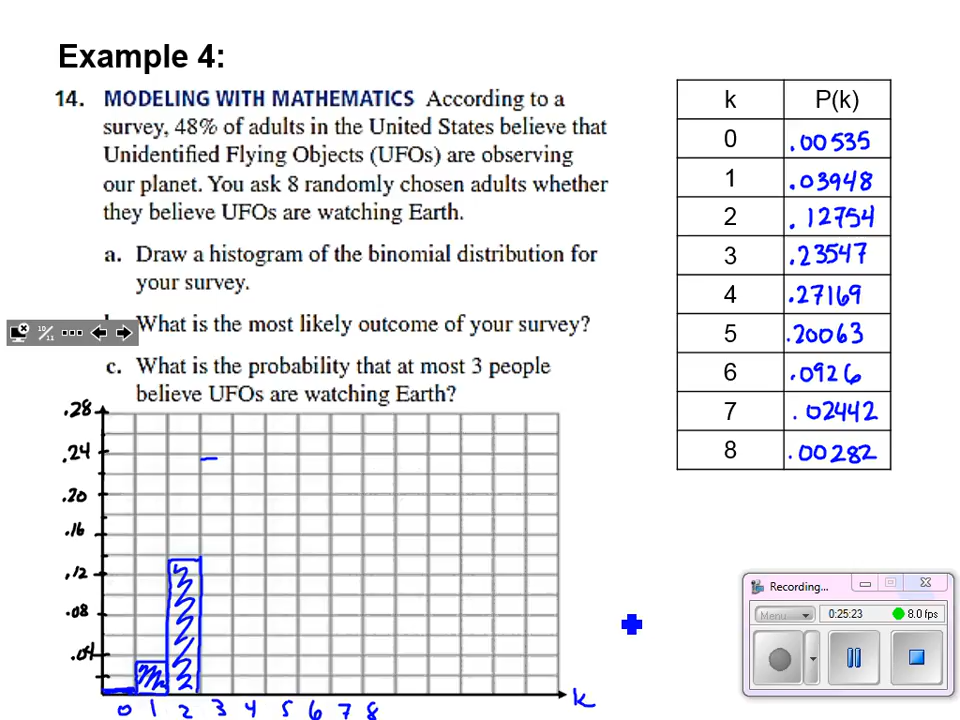 Example 4:
14. MODELING WITH MATHEMATICS According to a
survey, 48% of adults in the United States believe that
Unidentified Flying Objects (UFOs) are observing
our planet. You ask 8 randomly chosen adults whether
they believe UFOs are watching Earth.
a. Draw a histogram of the binomial distribution for
your survey.
What is the most likely outcome of your survey?
10/11
c. What is the probability that at most 3 people
believe UFOs are watching Earth?
k P(k)
0 .00535
1 .03948
2 .12754
3 .23547
4 .27169
5 .20063
6 .0926
7 .02442
8 .00282
.28
.24
.20
.16
.12
.08
.04
0 1 2 3 4 5 6 7 8 k
Recording...
Menu 0:25:23 8.0 fps